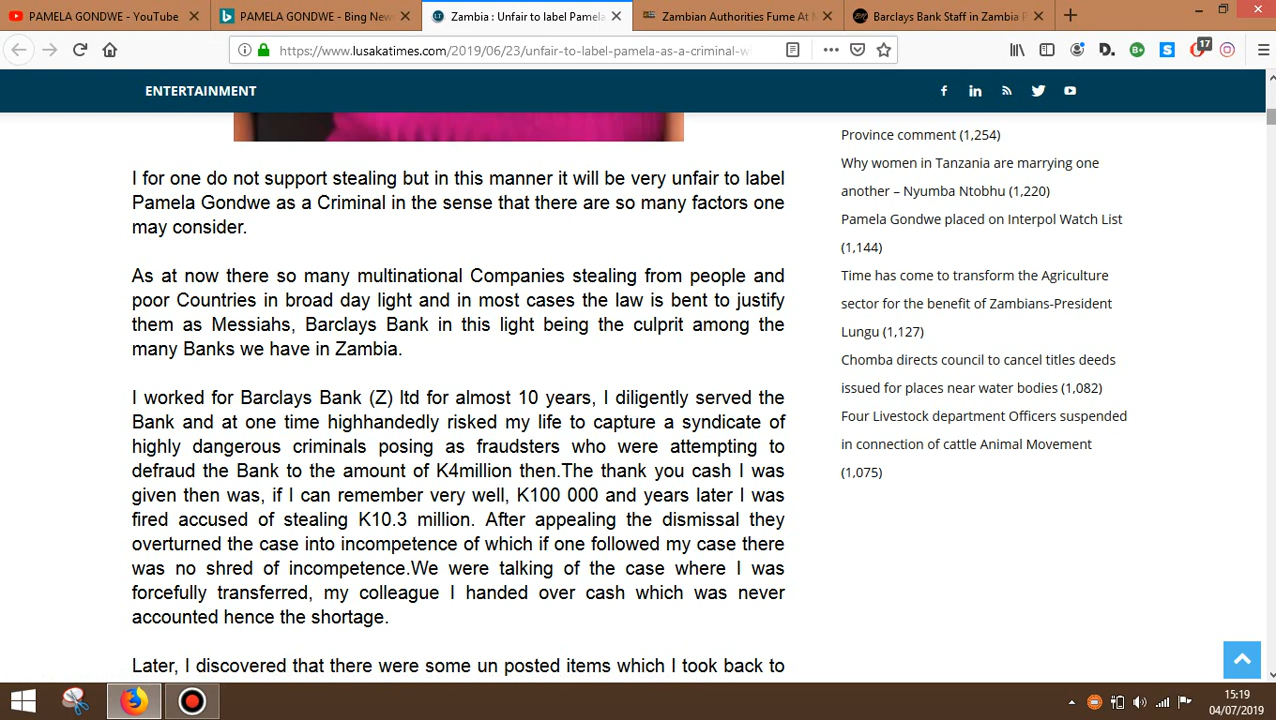 PAMELA GONDWE - YouTube
PAMELA GONDWE - Bing New
Zambia : Unfair to label Pamela
Zambian Authorities Fume At
Barclays Bank Staff in Zambia
https://www.lusakatimes.com/2019/06/23/unfair-to-label-pamela-as-a-criminal-w
17
ENTERTAINMENT
I for one do not support stealing but in this manner it will be very unfair to label
Pamela Gondwe as a Criminal in the sense that there are so many factors one
may consider.
As at now there so many multinational Companies stealing from people and
poor Countries in broad day light and in most cases the law is bent to justify
them as Messiahs, Barclays Bank in this light being the culprit among the
many Banks we have in Zambia.
I worked for Barclays Bank (Z) ltd for almost 10 years, I diligently served the
Bank and at one time highhandedly risked my life to capture a syndicate of
highly dangerous criminals posing as fraudsters who were attempting to
defraud the Bank to the amount of K4million then.The thank you cash I was
given then was, if I can remember very well, K100 000 and years later I was
fired accused of stealing K10.3 million. After appealing the dismissal they
overturned the case into incompetence of which if one followed my case there
was no shred of incompetence.We were talking of the case where I was
forcefully transferred, my colleague I handed over cash which was never
accounted hence the shortage.
Later, I discovered that there were some un posted items which I took back to
Province comment (1,254)
Why women in Tanzania are marrying one
another – Nyumba Ntobhu (1,220)
Pamela Gondwe placed on Interpol Watch List
(1,144)
Time has come to transform the Agriculture
sector for the benefit of Zambians-President
Lungu (1,127)
Chomba directs council to cancel titles deeds
issued for places near water bodies (1,082)
Four Livestock department Officers suspended
in connection of cattle Animal Movement
(1,075)
15:19
04/07/2019